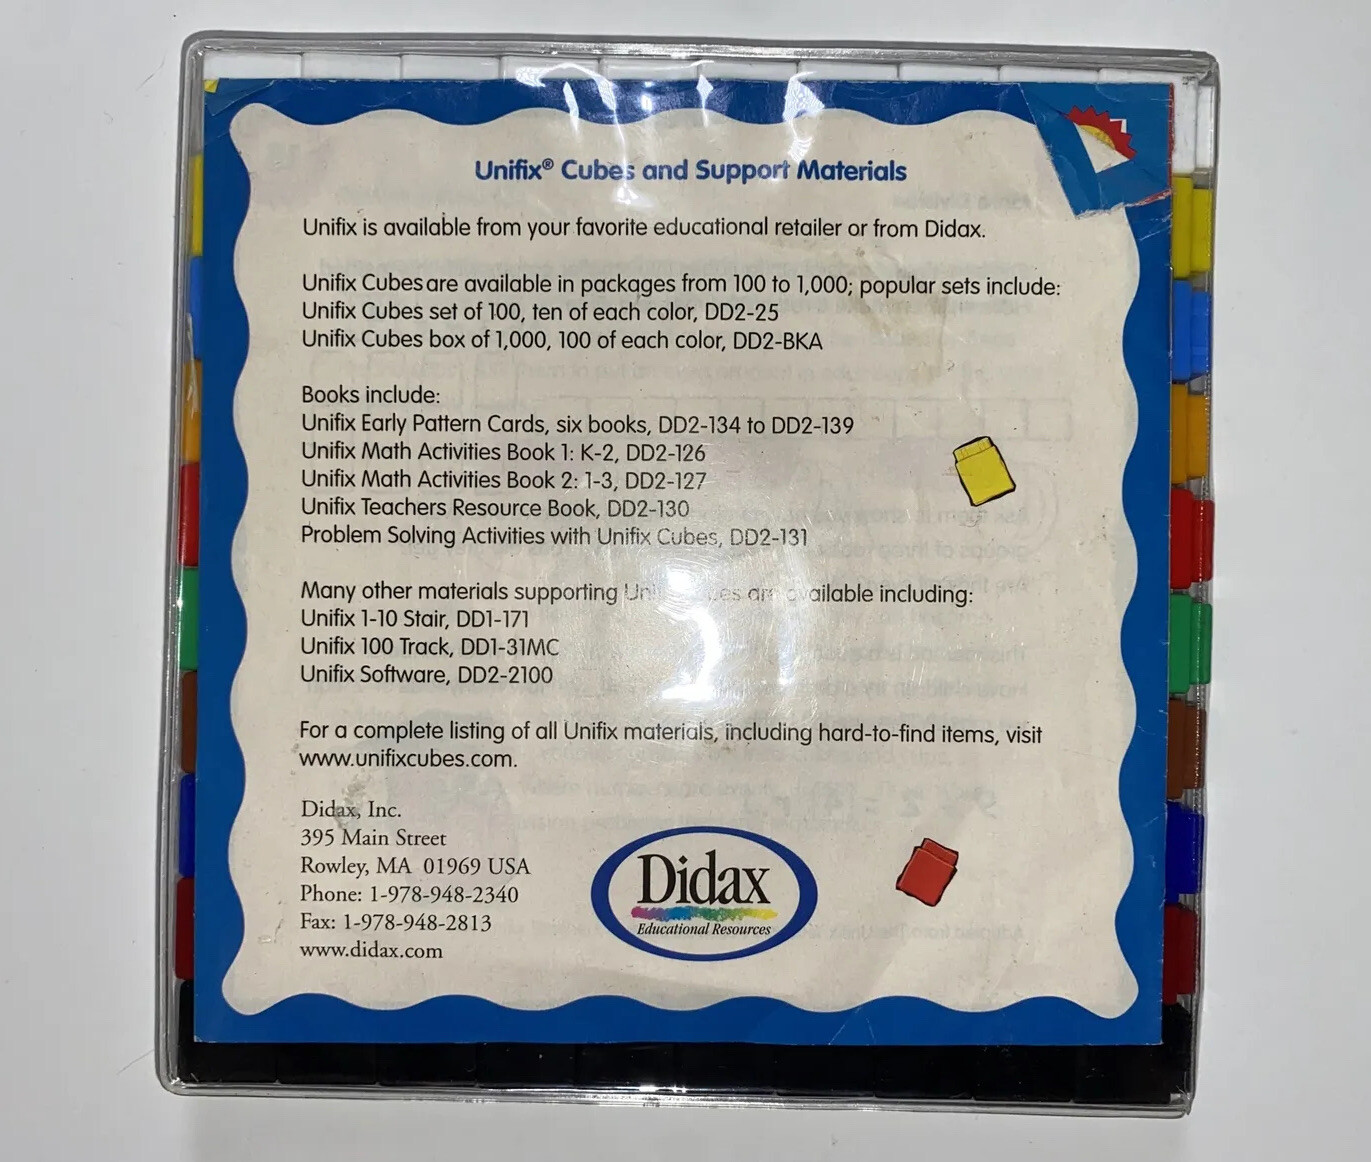 Unifix® Cubes and Support Materials
Unifix is available from your favorite educational retailer or from Didax.
Unifix Cubes are available in packages from 100 to 1,000; popular sets include:
Unifix Cubes set of 100, ten of each color, DD2-25
Unifix Cubes box of 1,000, 100 of each color, DD2-BKA
Books include:
Unifix Early Pattern Cards, six books, DD2-134 to DD2-139
Unifix Math Activities Book 1: K-2, DD2-126
Unifix Math Activities Book 2: 1-3, DD2-127
Unifix Teachers Resource Book, DD2-130
Problem Solving Activities with Unifix Cubes, DD2-131
Many other materials supporting Unifix Cubes are available including:
Unifix 1-10 Stair, DD1-171
Unifix 100 Track, DD1-31MC
Unifix Software, DD2-2100
For a complete listing of all Unifix materials, including hard-to-find items, visit
www.unifixcubes.com.
Didax, Inc.
395 Main Street
Rowley, MA 01969 USA
Phone: 1-978-948-2340
Fax: 1-978-948-2813
www.didax.com
Didax
Educational Resources